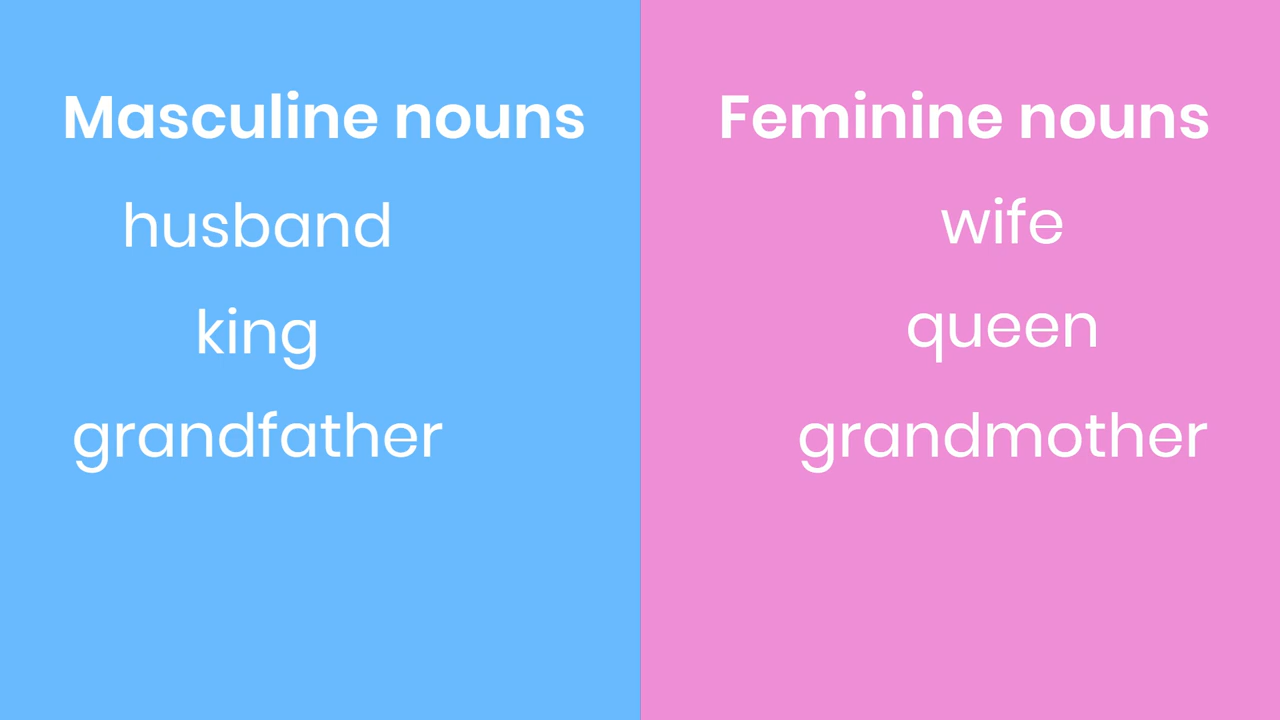 Masculine nouns
husband
king
grandfather
Feminine nouns
wife
queen
grandmother